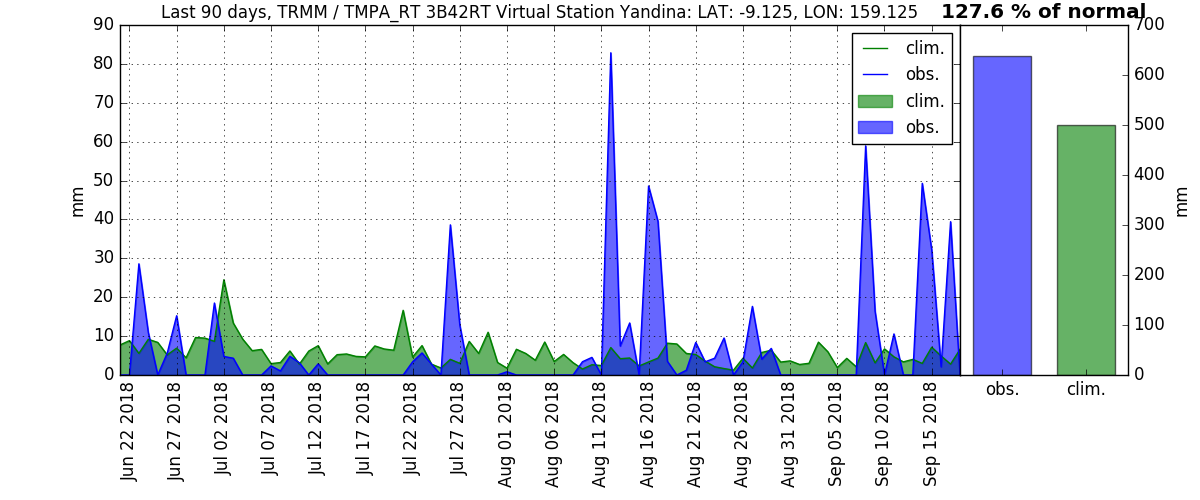 Last 90 days, TRMM / TMPA_RT 3B42RT Virtual Station Yandina: LAT: -9.125, LON: 159.125
127.6 % of normal
90
80
70
60
50
40
30
20
10
0
mm
clim.
obs.
clim.
obs.
700
600
500
400
300
200
100
0
mm
Jun 22 2018
Jun 27 2018
Jul 02 2018
Jul 07 2018
Jul 12 2018
Jul 17 2018
Jul 22 2018
Jul 27 2018
Aug 01 2018
Aug 06 2018
Aug 11 2018
Aug 16 2018
Aug 21 2018
Aug 26 2018
Aug 31 2018
Sep 05 2018
Sep 10 2018
Sep 15 2018
obs.
clim.